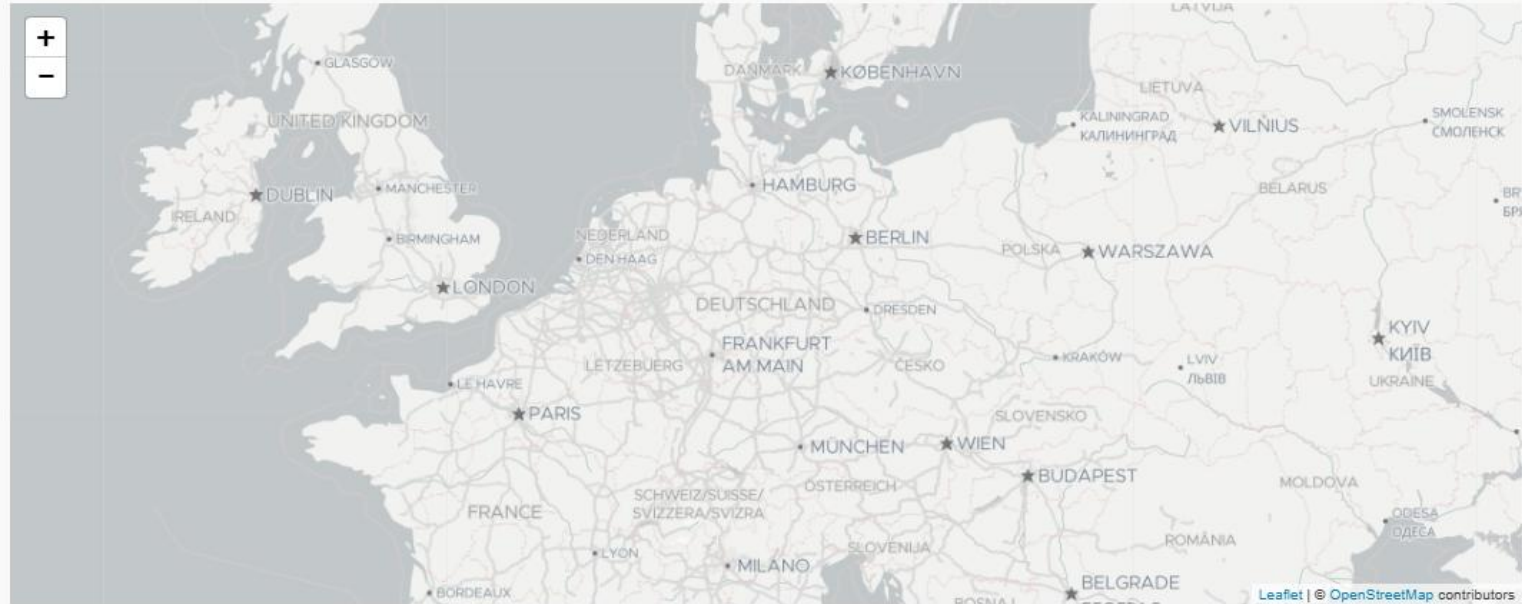 +
−
LATVIJA
GLASGOW
DANMARK
KØBENHAVN
LIETUVA
UNITED KINGDOM
KALININGRAD
КАЛИНИНГРАД
VILNIUS
SMOLENSK
СМОЛЕНСК
DUBLIN
MANCHESTER
HAMBURG
BELARUS
IRELAND
BIRMINGHAM
NEDERLAND
BERLIN
POLSKA
WARSZAWA
DEN HAAG
LONDON
DEUTSCHLAND
DRESDEN
FRANKFURT
AM MAIN
KYIV
КИЇВ
LËTZEBUERG
ČESKO
KRAKÓW
LVIV
ЛЬВІВ
UKRAINE
LE HAVRE
PARIS
SLOVENSKO
MÜNCHEN
WIEN
BUDAPEST
ÖSTERREICH
MOLDOVA
SCHWEIZ/SUISSE/
SVIZZERA/SVIZRA
FRANCE
ODESA
ОДЕСА
ROMÂNIA
SLOVENIJA
LYON
MILANO
BORDEAUX
BELGRADE
Leaflet | © OpenStreetMap contributors